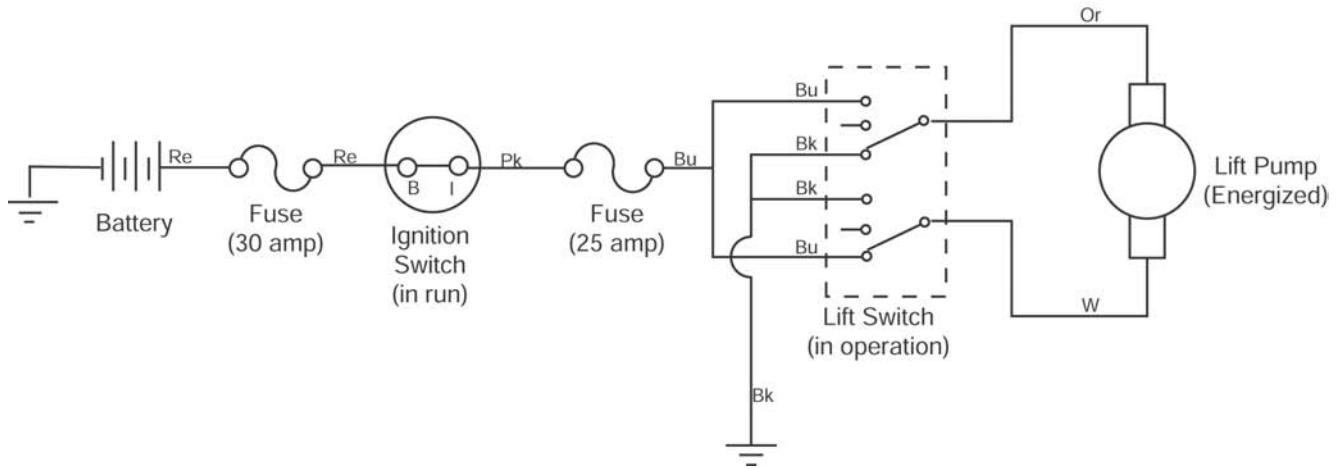 Or
Bu
Re
Re
B
I
Pk
Bu
Bk
Bk
Bu
Battery
Fuse
(30 amp)
Ignition
Switch
(in run)
Fuse
(25 amp)
Lift Switch
(in operation)
Lift Pump
(Energized)
W
Bk